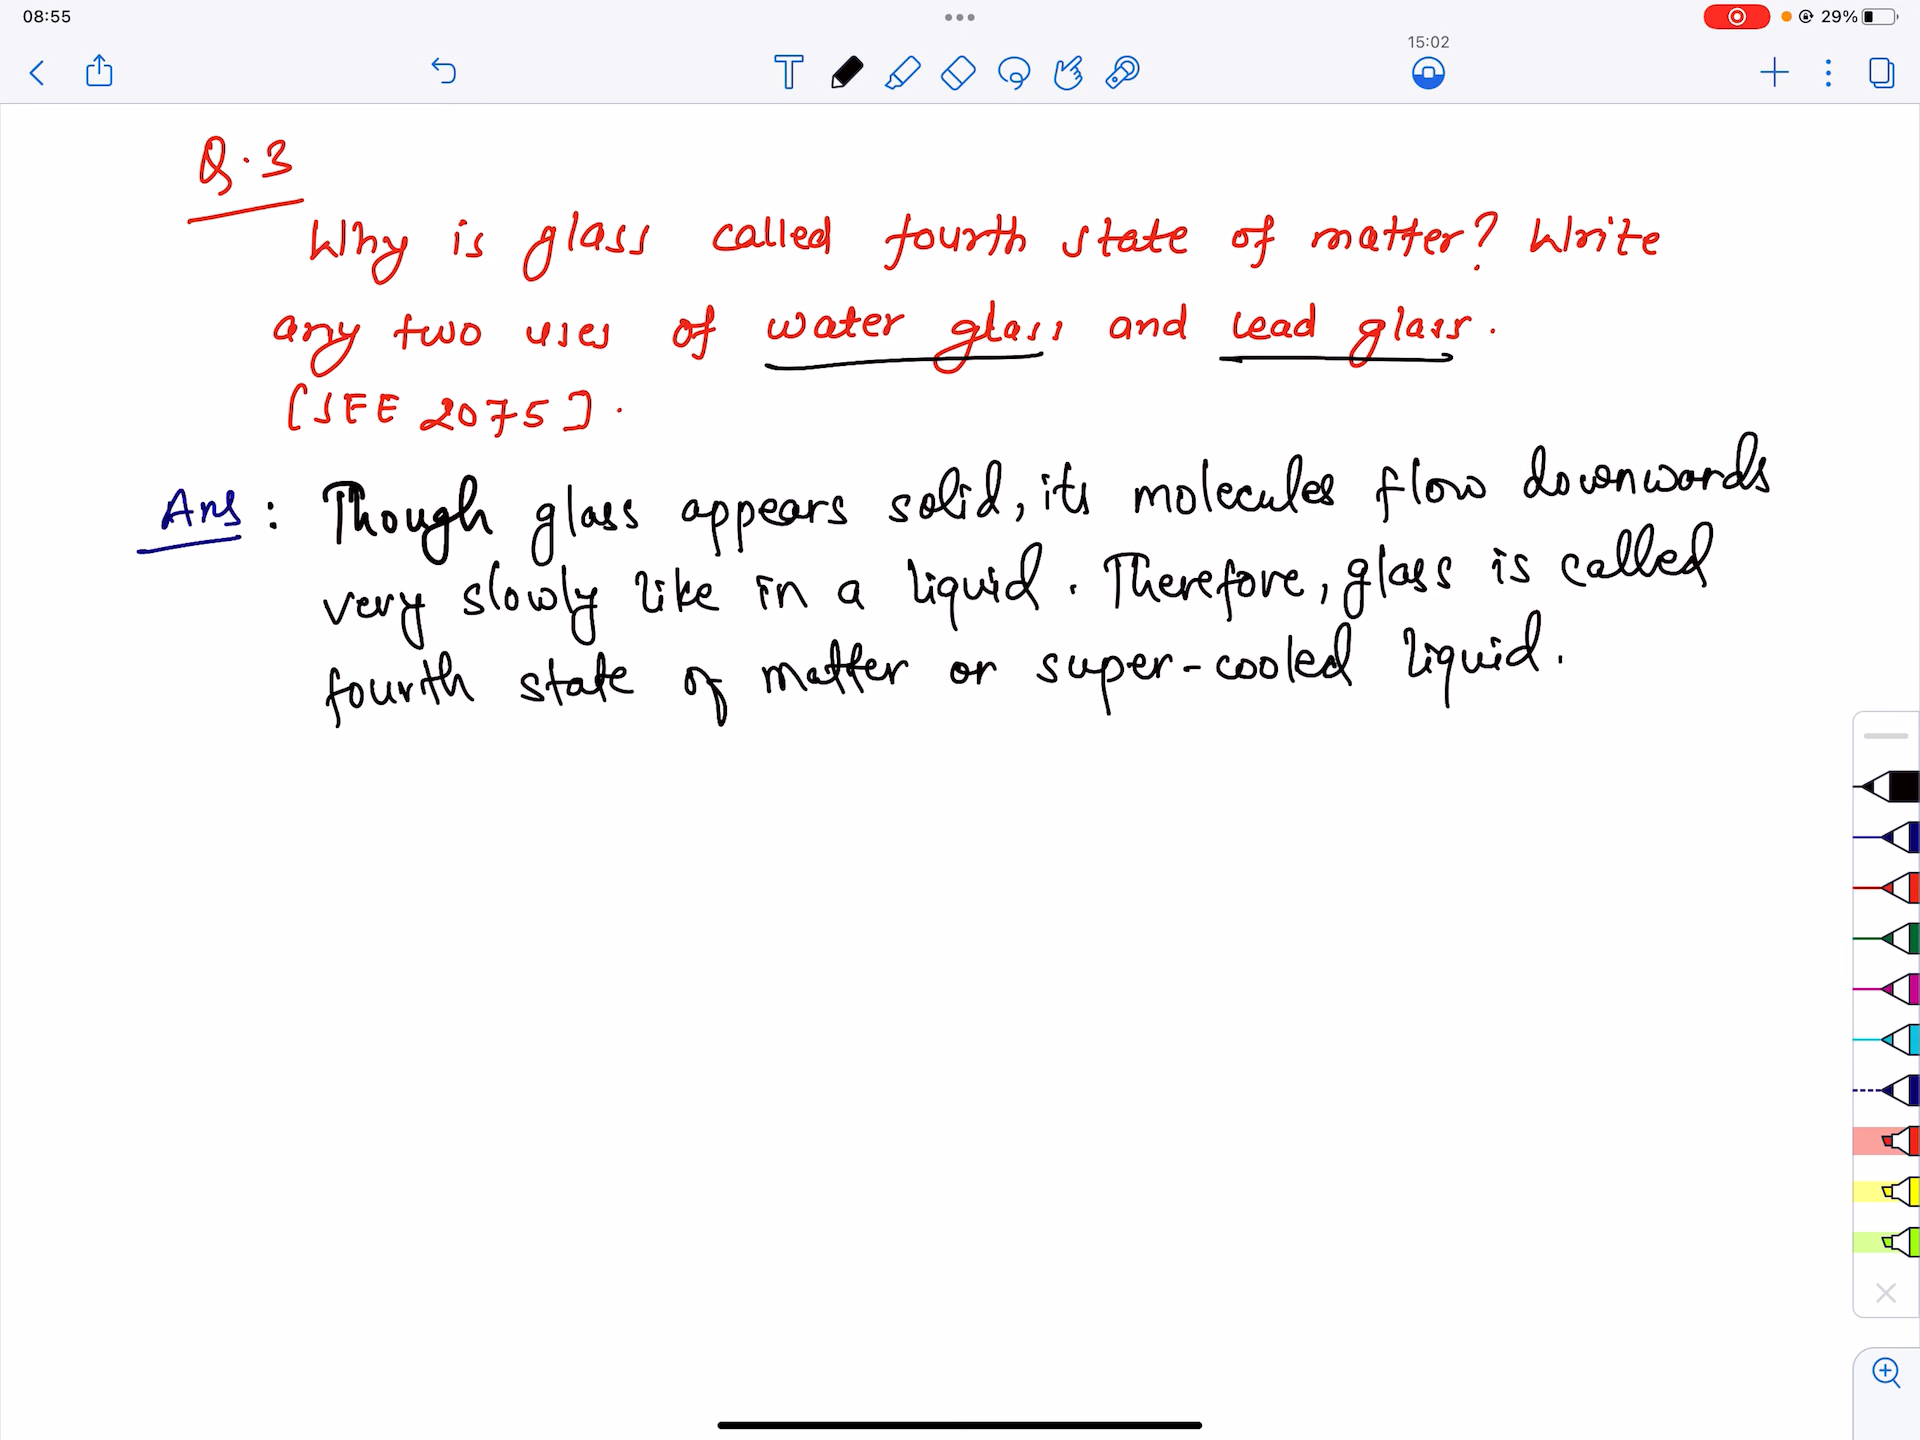 08:55
29%
15:02
T
Q.3
Why is glass called fourth state of matter? Write
any two uses of water glass and lead glass.
[SEE 2075].
Ans : Though glass appears solid, its molecules flow downwards
very slowly like in a liquid. Therefore, glass is called
fourth state of matter or super-cooled liquid.